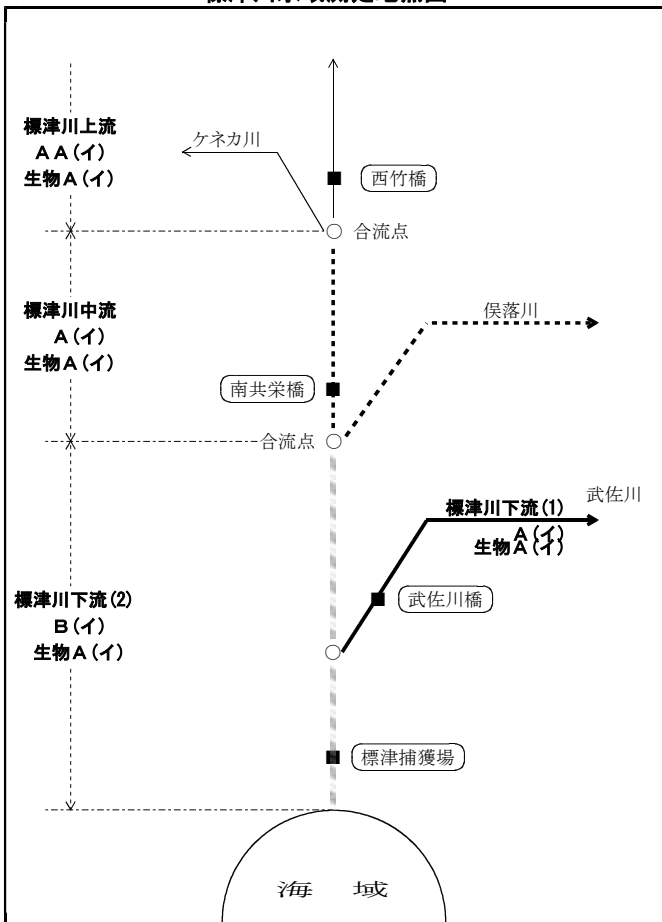 標津川上流
ＡＡ(イ)
生物Ａ(イ)
ケネカ川
西竹橋
合流点
標津川中流
Ａ(イ)
生物Ａ(イ)
俣落川
南共栄橋
合流点
武佐川
標津川下流(1)
Ａ(イ)
生物Ａ(イ)
標津川下流(2)
Ｂ(イ)
生物Ａ(イ)
武佐川橋
標津捕獲場
海 域